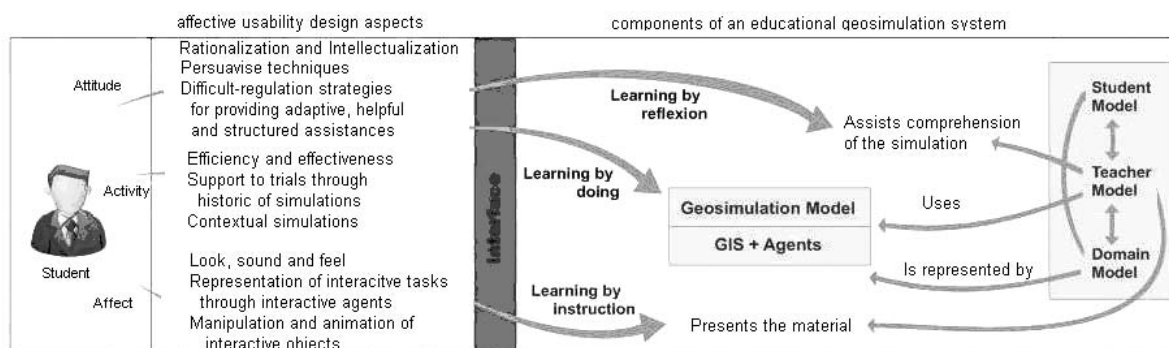 affective usability design aspects
components of an educational geosimulation system
Attitude
Rationalization and Intellectualization
Persuavise techniques
Difficult-regulation strategies
for providing adaptive, helpful
and structured assistances
Activity
Efficiency and effectiveness
Support to trials through
historic of simulations
Contextual simulations
Student
Affect
Look, sound and feel
Representation of interacitve tasks
through interactive agents
Manipulation and animation of
interactive objects
interface
Learning by
reflexion
Learning by
doing
Learning by
instruction
Assists comprehension
of the simulation
Geosimulation Model
GIS + Agents
Uses
Is represented by
Presents the material
Student
Model
Teacher
Model
Domain
Model